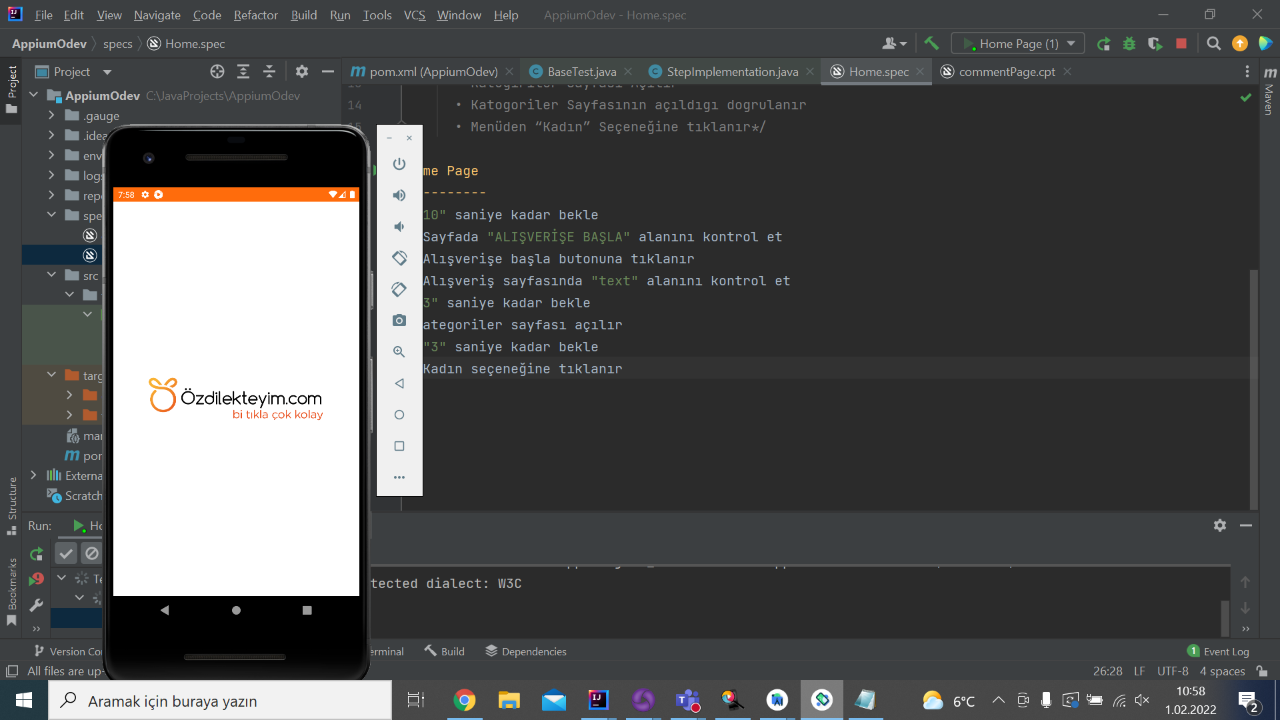 File Edit View Navigate Code Refactor Build Run Tools VCS Window Help AppiumOdev - Home.spec
AppiumOdev specs Home.spec Home Page (1)
Project pom.xml (AppiumOdev) BaseTest.java StepImplementation.java Home.spec commentPage.cpt
Project
Maven
Structure
Bookmarks
AppiumOdev C:\JavaProjects\AppiumOdev
.gauge
.idea
env
logs
repo
spe
src
targ
mar
por
Externa
Scratch
14 • Katogoriler Sayfasının açıldıgı dogrulanır
15 • Menüden “Kadın” Seçeneğine tıklanır*/
me Page
--------
10" saniye kadar bekle
Sayfada "ALIŞVERİŞE BAŞLA" alanını kontrol et
Alışverişe başla butonuna tıklanır
Alışveriş sayfasında "text" alanını kontrol et
3" saniye kadar bekle
ategoriler sayfası açılır
"3" saniye kadar bekle
Kadın seçeneğine tıklanır
7:58
Özdilekteyim.com
bi tıkla çok kolay
Run: Ho
Te
tected dialect: W3C
Version Co erminal Build Dependencies 1 Event Log
All files are up- 26:28 LF UTF-8 4 spaces
Aramak için buraya yazın
6°C
10:58
1.02.2022
2